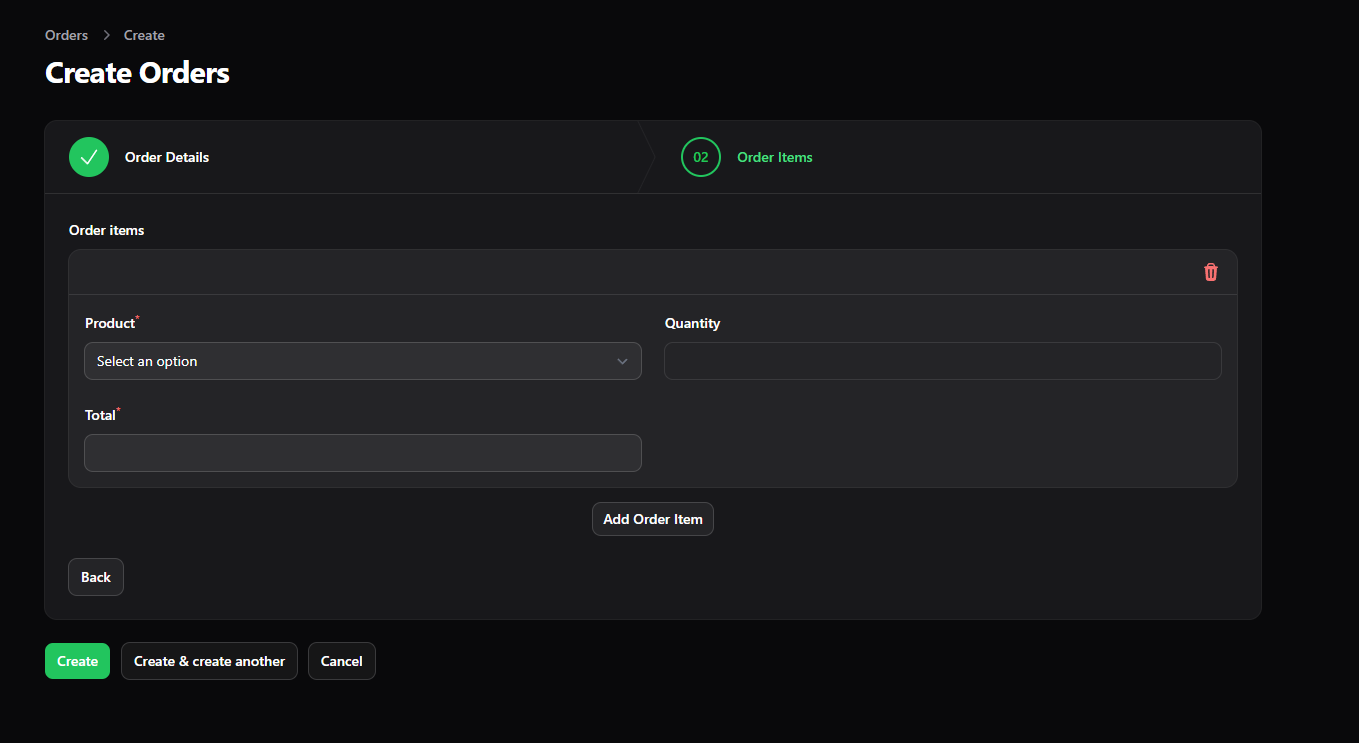 Orders > Create
Create Orders
Order Details
02 Order Items
Order items
Product* Quantity
Select an option
Total*
Add Order Item
Back
Create Create & create another Cancel